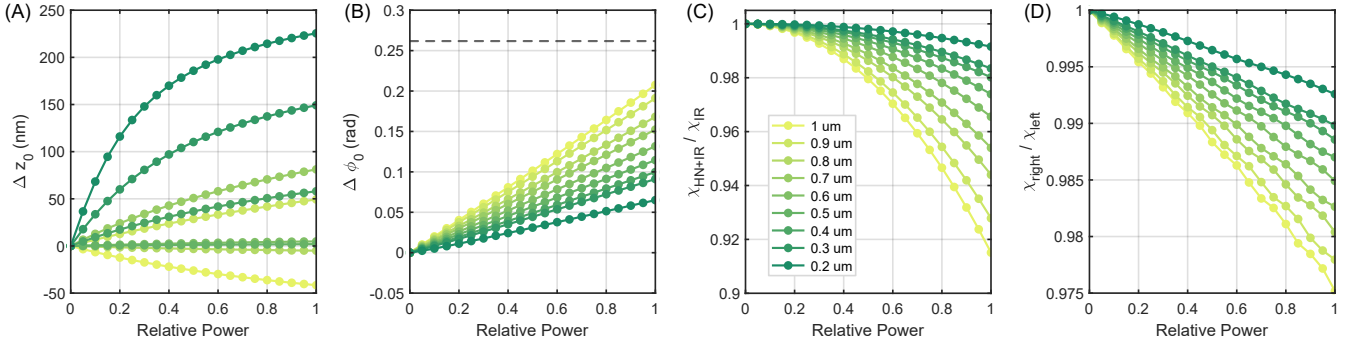 (A)
250
200
150
100
50
0
-50
Δ z₀ (nm)
0
0.2
0.4
0.6
0.8
1
Relative Power
(B)
0.3
0.25
0.2
0.15
0.1
0.05
0
-0.05
Δ ϕ₀ (rad)
0
0.2
0.4
0.6
0.8
1
Relative Power
(C)
1
0.98
0.96
0.94
0.92
0.9
χHN+IR / χIR
1 um
0.9 um
0.8 um
0.7 um
0.6 um
0.5 um
0.4 um
0.3 um
0.2 um
0
0.2
0.4
0.6
0.8
1
Relative Power
(D)
1
0.995
0.99
0.985
0.98
0.975
χright / χleft
0
0.2
0.4
0.6
0.8
1
Relative Power